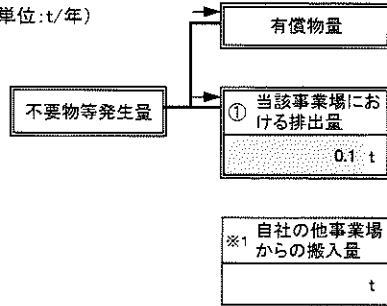 単位:t/年)
有償物量
不要物等発生量
① 当該事業場にお
ける排出量
0.1 t
※1 自社の他事業場
からの搬入量
t